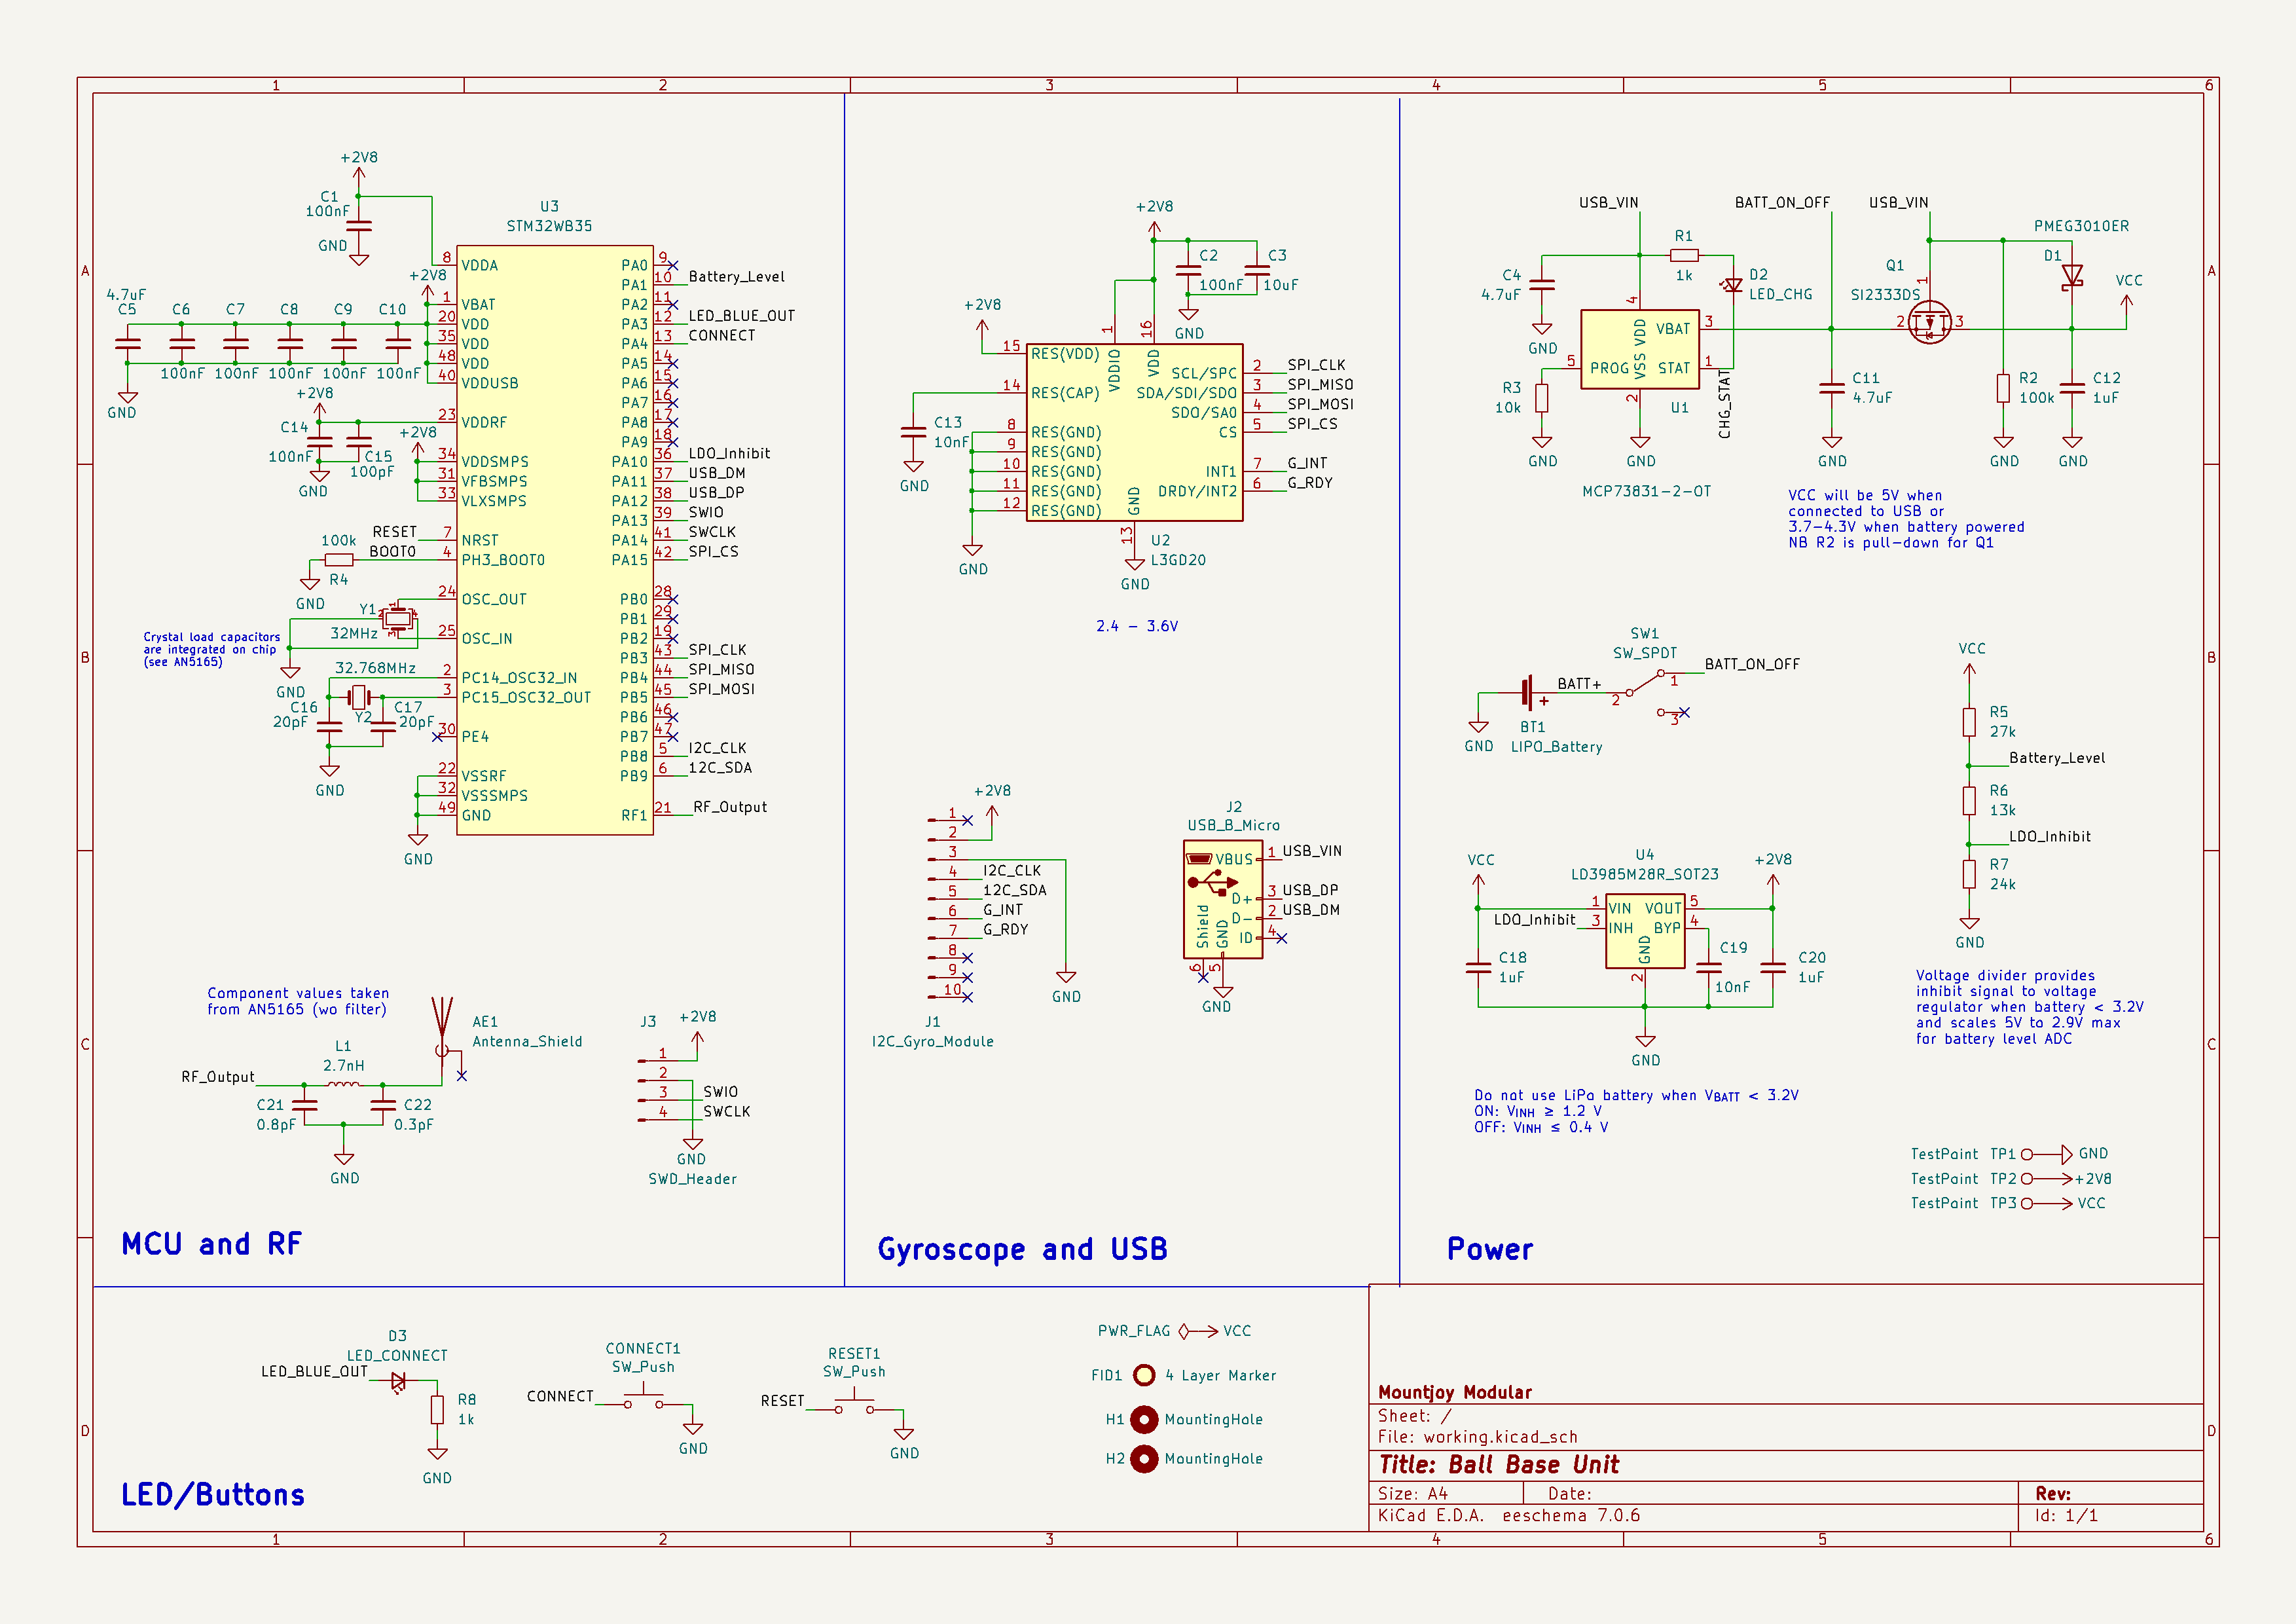 1 2 3 4 5 6
A
B
C
D
+2V8
C1
100nF
GND
U3
STM32WB35
8 VDDA
+2V8
1 VBAT
20 VDD
35 VDD
48 VDD
40 VDDUSB
4.7uF
C5 C6 C7 C8 C9 C10
100nF 100nF 100nF 100nF 100nF
GND
+2V8
C14
100nF
C15
100pF
GND
23 VDDRF
+2V8
34 VDDSMPS
31 VFBSMPS
33 VLXSMPS
RESET 7 NRST
BOOT0 4 PH3_BOOT0
100k
R4
GND
24 OSC_OUT
25 OSC_IN
Y1
1
2
3
4
32MHz
GND
Crystal load capacitors
are integrated on chip
(see AN5165)
32.768MHz
2 PC14_OSC32_IN
3 PC15_OSC32_OUT
C16
20pF
Y2
C17
20pF
GND
30 PE4
22 VSSRF
32 VSSSMPS
49 GND
GND
PA0 9
PA1 10 Battery_Level
PA2 11
PA3 12 LED_BLUE_OUT
PA4 13 CONNECT
PA5 14
PA6 15
PA7 16
PA8 17
PA9 18
PA10 36 LDO_Inhibit
PA11 37 USB_DM
PA12 38 USB_DP
PA13 39 SWIO
PA14 41 SWCLK
PA15 42 SPI_CS
PB0 28
PB1 29
PB2 19
PB3 43 SPI_CLK
PB4 44 SPI_MISO
PB5 45 SPI_MOSI
PB6 46
PB7 47
PB8 5 I2C_CLK
PB9 6 12C_SDA
RF1 21 RF_Output
Component values taken
from AN5165 (wo filter)
AE1
Antenna_Shield
L1
2.7nH
RF_Output
C21
0.8pF
C22
0.3pF
GND
J3
+2V8
1
2
3 SWIO
4 SWCLK
GND
SWD_Header
MCU and RF
+2V8
C2
100nF
C3
10uF
GND
+2V8
15 RES(VDD)
14 RES(CAP)
8 RES(GND)
9 RES(GND)
10 RES(GND)
11 RES(GND)
12 RES(GND)
1 VDDIO
16 VDD
13 GND
C13
10nF
GND
GND
SCL/SPC 2 SPI_CLK
SDA/SDI/SDO 3 SPI_MISO
SDO/SA0 4 SPI_MOSI
CS 5 SPI_CS
INT1 7 G_INT
DRDY/INT2 6 G_RDY
U2
L3GD20
GND
2.4 - 3.6V
+2V8
1
2
3
4 I2C_CLK
5 12C_SDA
6 G_INT
7 G_RDY
8
9
10
GND
J1
I2C_Gyro_Module
J2
USB_B_Micro
VBUS 1 USB_VIN
D+ 3 USB_DP
D- 2 USB_DM
ID 4
Shield 6
GND 5
GND
Gyroscope and USB
USB_VIN
BATT_ON_OFF
USB_VIN
PMEG3010ER
R1
1k
C4
4.7uF
GND
D2
LED_CHG
Q1
SI2333DS
1
2
3
D1
VCC
4 VDD
VBAT 3
5 PROG
STAT 1
VSS 2
CHG_STAT
U1
R3
10k
GND
GND
MCP73831-2-OT
C11
4.7uF
GND
R2
100k
GND
C12
1uF
GND
VCC will be 5V when
connected to USB or
3.7-4.3V when battery powered
NB R2 is pull-down for Q1
SW1
SW_SPDT
BATT_ON_OFF
1
2
3
BATT+
+
BT1
LIPO_Battery
GND
VCC
R5
27k
Battery_Level
R6
13k
LDO_Inhibit
R7
24k
GND
VCC
U4
LD3985M28R_SOT23
+2V8
1 VIN
VOUT 5
LDO_Inhibit 3 INH
BYP 4
GND 2
C18
1uF
C19
10nF
C20
1uF
GND
Voltage divider provides
inhibit signal to voltage
regulator when battery < 3.2V
and scales 5V to 2.9V max
for battery level ADC
Do not use LiPo battery when VBATT < 3.2V
ON: VINH ≥ 1.2 V
OFF: VINH ≤ 0.4 V
TestPoint TP1 GND
TestPoint TP2 +2V8
TestPoint TP3 VCC
Power
D3
LED_CONNECT
LED_BLUE_OUT
R8
1k
GND
CONNECT1
SW_Push
CONNECT
GND
RESET1
SW_Push
RESET
GND
PWR_FLAG VCC
FID1 4 Layer Marker
H1 MountingHole
H2 MountingHole
LED/Buttons
Mountjoy Modular
Sheet: /
File: working.kicad_sch
Title: Ball Base Unit
Size: A4 Date: Rev:
KiCad E.D.A. eeschema 7.0.6 Id: 1/1
1 2 3 4 5 6
A
B
C
D